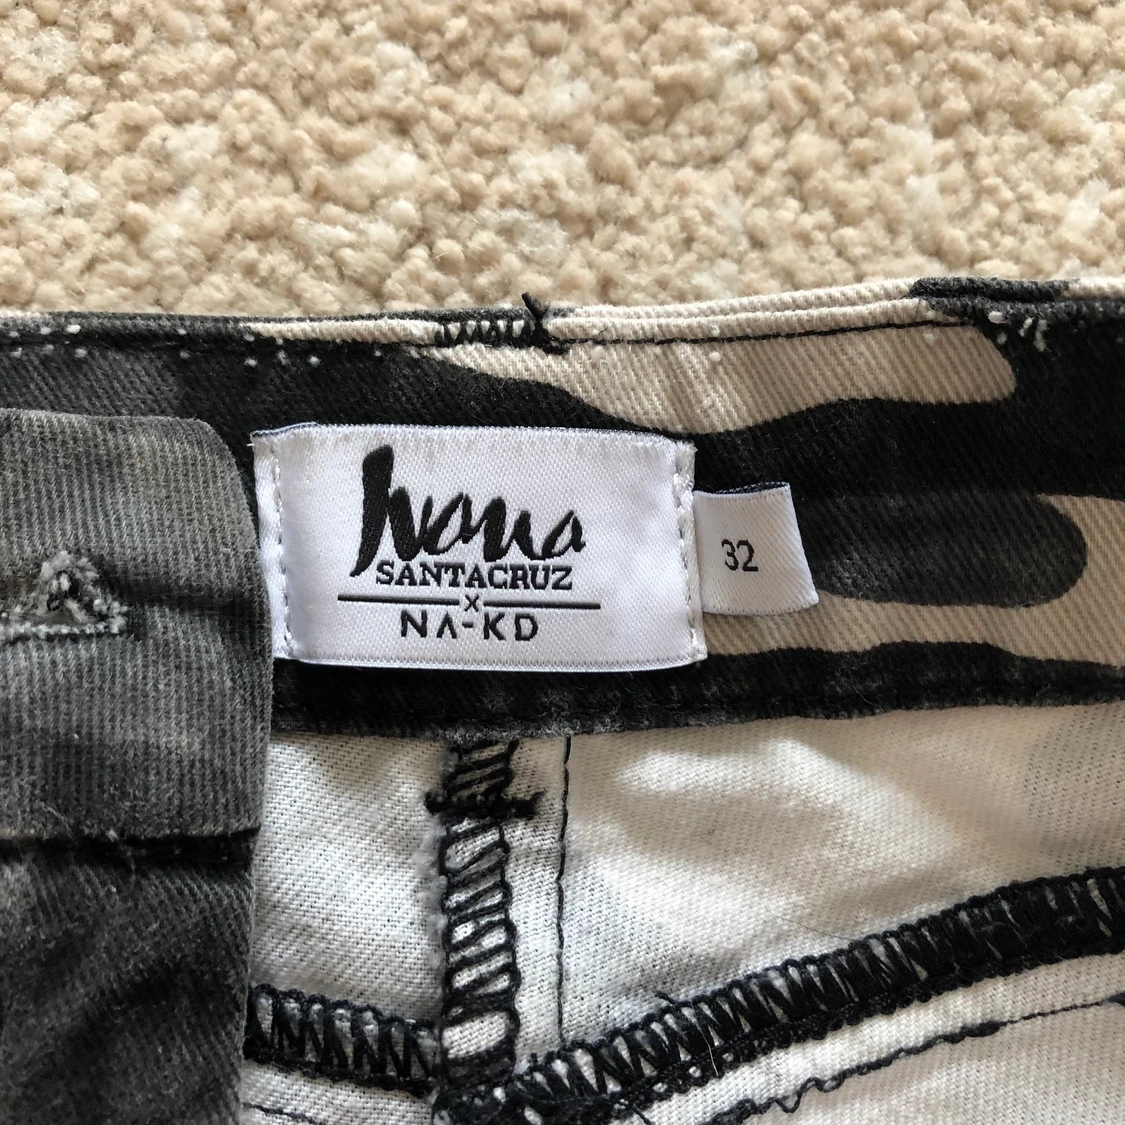 Ivana
SANTACRUZ
x
NA-KD
32